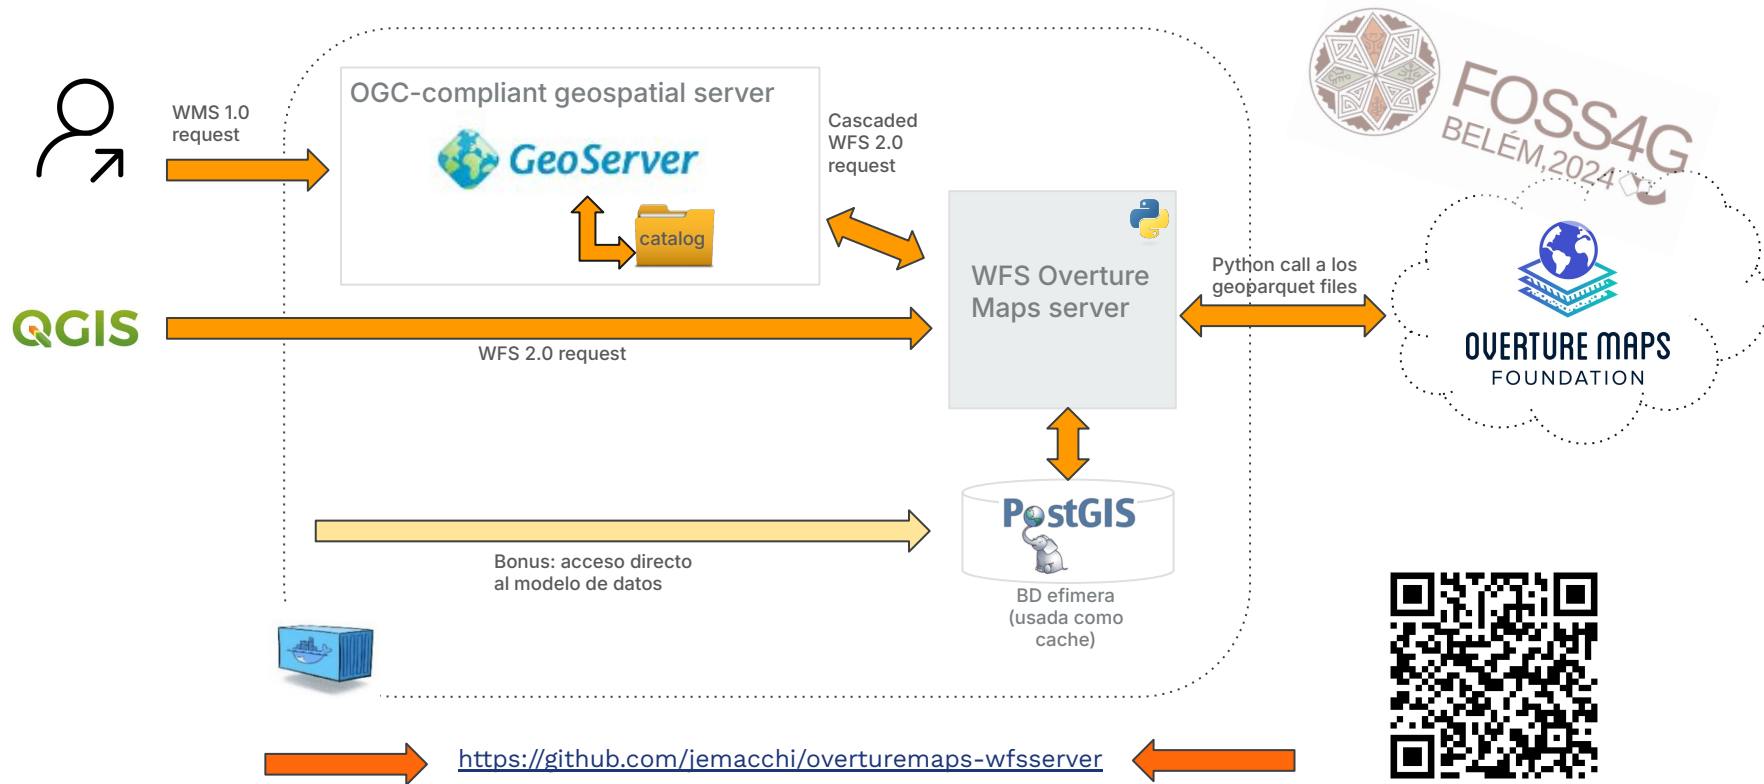 WMS 1.0
request
OGC-compliant geospatial server
GeoServer
catalog
Cascaded
WFS 2.0
request
FOSS4G
BELÉM,2024
QGIS
WFS 2.0 request
WFS Overture
Maps server
Python call a los
geoparquet files
OVERTURE MAPS
FOUNDATION
Bonus: acceso directo
al modelo de datos
PostGIS
BD efimera
(usada como
cache)
https://github.com/jemacchi/overturemaps-wfsserver